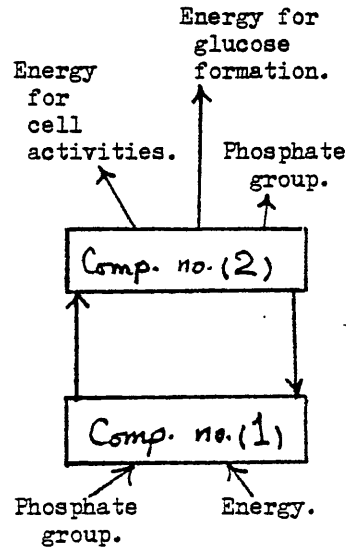 Energy for
glucose
formation.
Energy
for
cell
activities.
Phosphate
group.
Comp. no. (2)
Comp. no. (1)
Phosphate
group.
Energy.